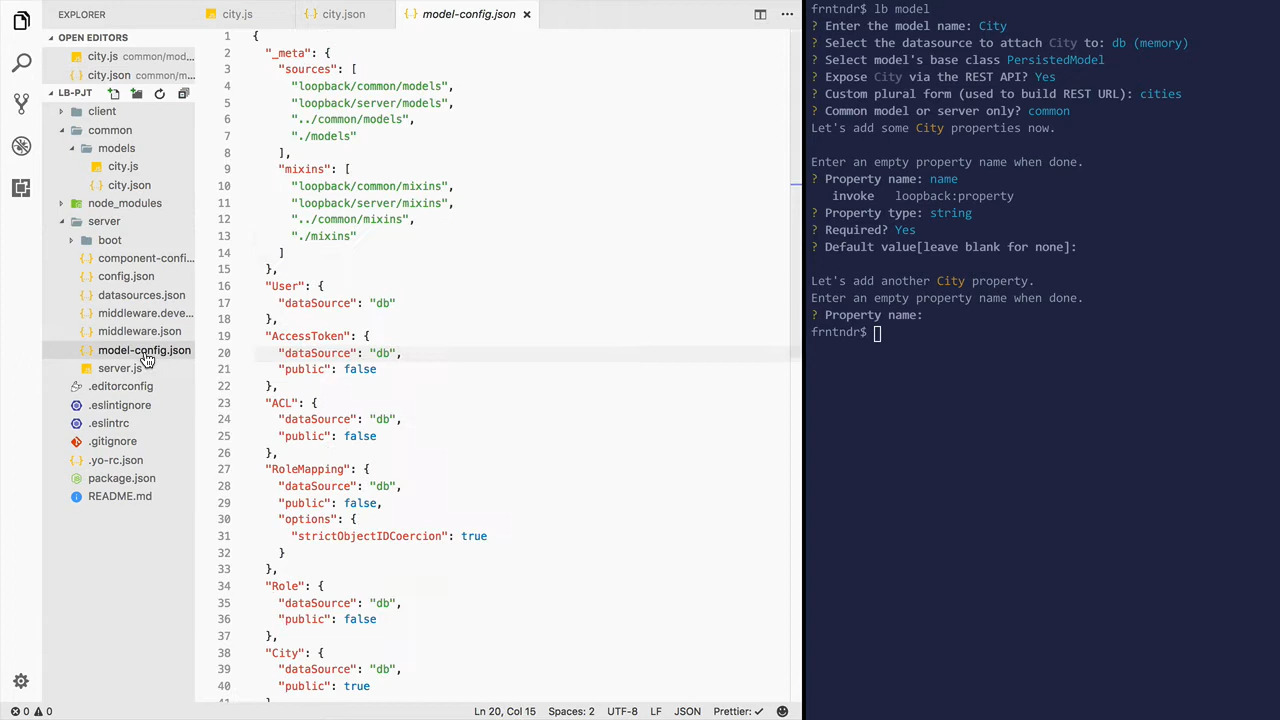 EXPLORER
OPEN EDITORS
city.js common/mod...
city.json common/m...
LB-PJT
client
common
models
city.js
city.json
node_modules
server
boot
component-confi...
config.json
datasources.json
middleware.deve...
middleware.json
model-config.json
server.js
.editorconfig
.eslintignore
.eslintrc
.gitignore
.yo-rc.json
package.json
README.md
city.js
city.json
model-config.json
1 {
2 "_meta": {
3 "sources": [
4 "loopback/common/models",
5 "loopback/server/models",
6 "../common/models",
7 "./models"
8 ],
9 "mixins": [
10 "loopback/common/mixins",
11 "loopback/server/mixins",
12 "../common/mixins",
13 "./mixins"
14 ]
15 },
16 "User": {
17 "dataSource": "db"
18 },
19 "AccessToken": {
20 "dataSource": "db",
21 "public": false
22 },
23 "ACL": {
24 "dataSource": "db",
25 "public": false
26 },
27 "RoleMapping": {
28 "dataSource": "db",
29 "public": false,
30 "options": {
31 "strictObjectIDCoercion": true
32 }
33 },
34 "Role": {
35 "dataSource": "db",
36 "public": false
37 },
38 "City": {
39 "dataSource": "db",
40 "public": true
0 0
Ln 20, Col 15 Spaces: 2 UTF-8 LF JSON Prettier: ✓
frntndr$ lb model
? Enter the model name: City
? Select the datasource to attach City to: db (memory)
? Select model's base class PersistedModel
? Expose City via the REST API? Yes
? Custom plural form (used to build REST URL): cities
? Common model or server only? common
Let's add some City properties now.
Enter an empty property name when done.
? Property name: name
invoke loopback:property
? Property type: string
? Required? Yes
? Default value[leave blank for none]:
Let's add another City property.
Enter an empty property name when done.
? Property name:
frntndr$